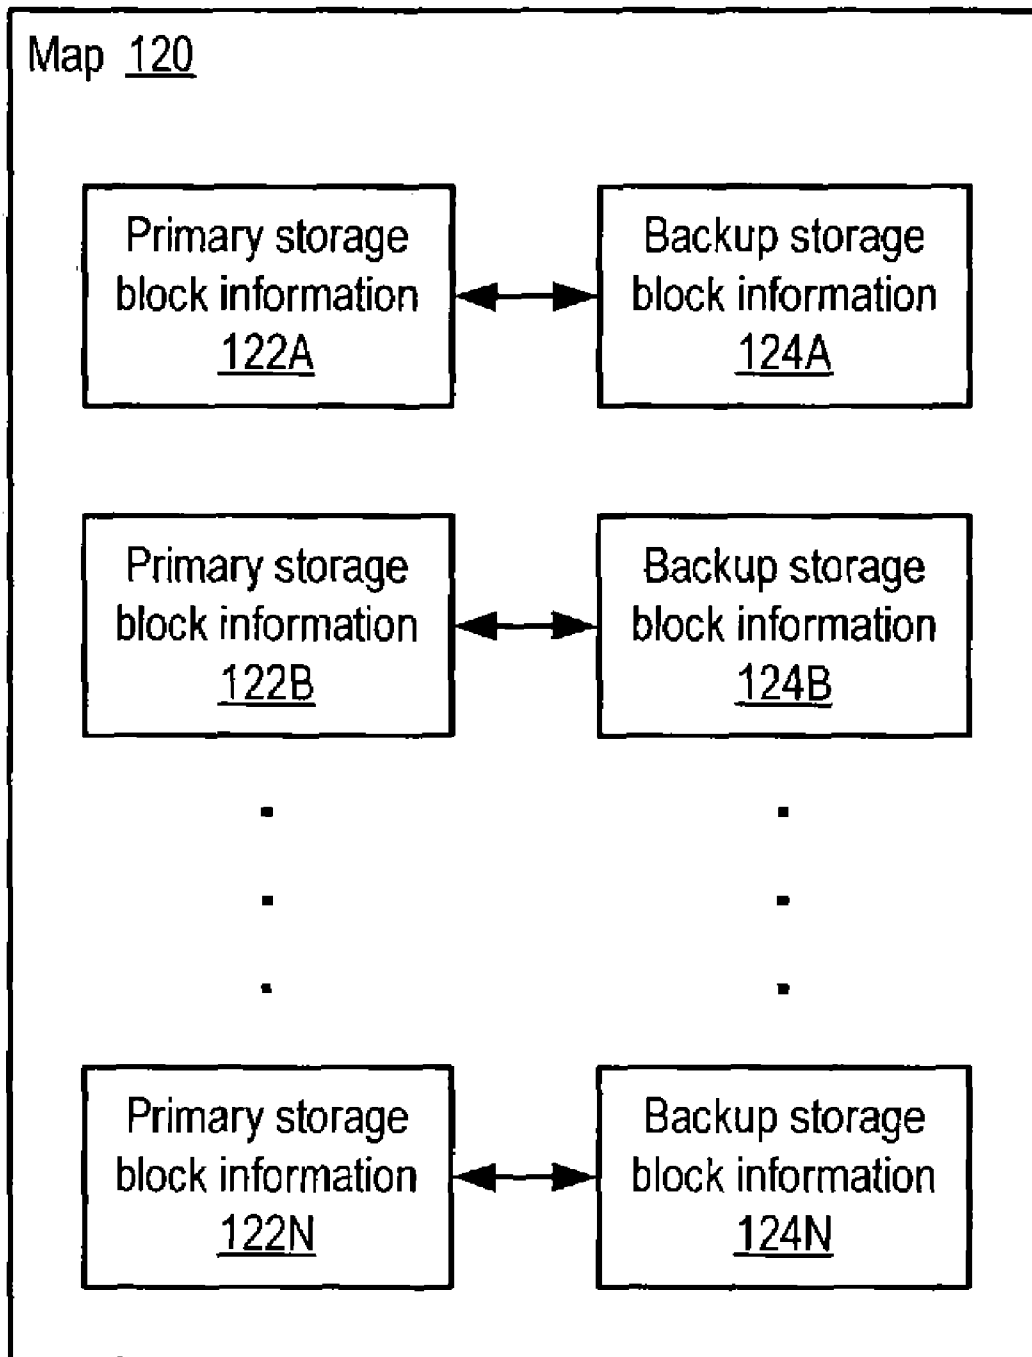 Map 120
Primary storage
block information
122A
Backup storage
block information
124A
Primary storage
block information
122B
Backup storage
block information
124B
Primary storage
block information
122N
Backup storage
block information
124N